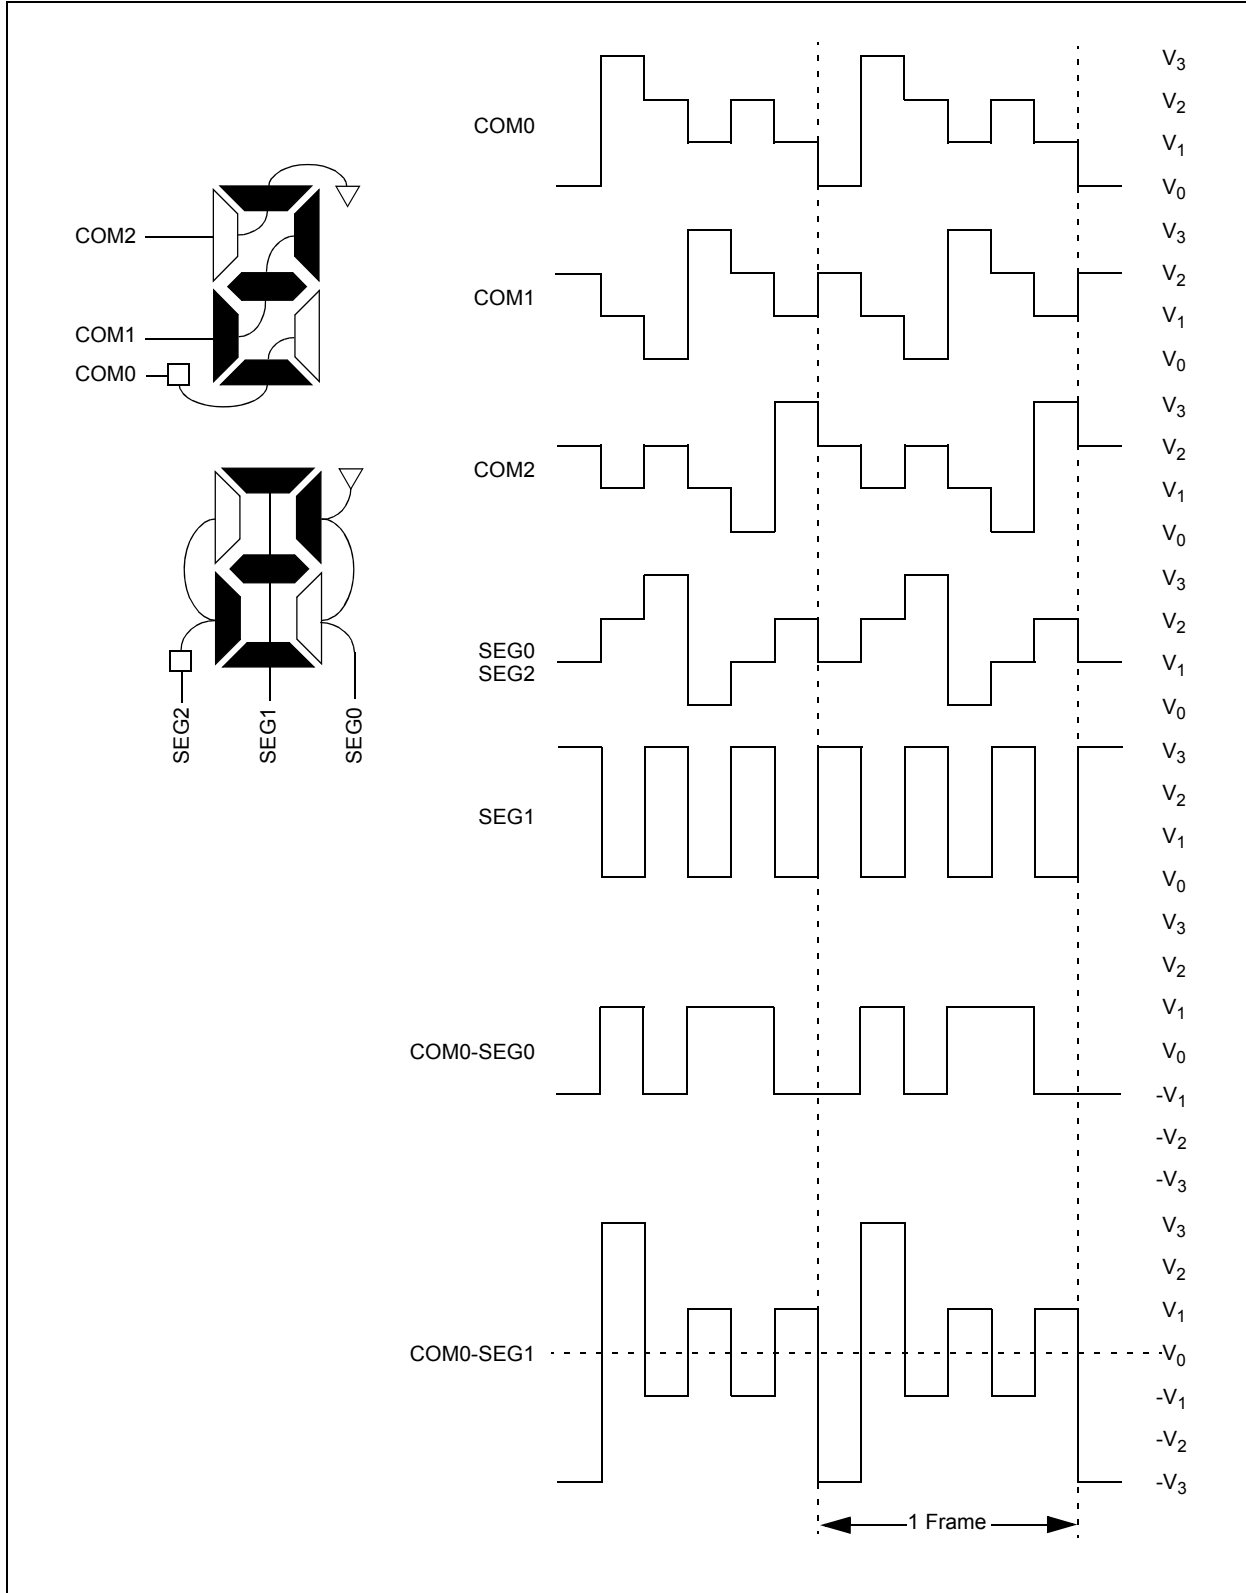 COM2
COM1
COM0
SEG2
SEG1
SEG0
COM0
V3
V2
V1
V0
COM1
V3
V2
V1
V0
COM2
V3
V2
V1
V0
SEG0
SEG2
V3
V2
V1
V0
SEG1
V3
V2
V1
V0
COM0-SEG0
V3
V2
V1
V0
-V1
-V2
-V3
COM0-SEG1
V3
V2
V1
V0
-V1
-V2
-V3
1 Frame